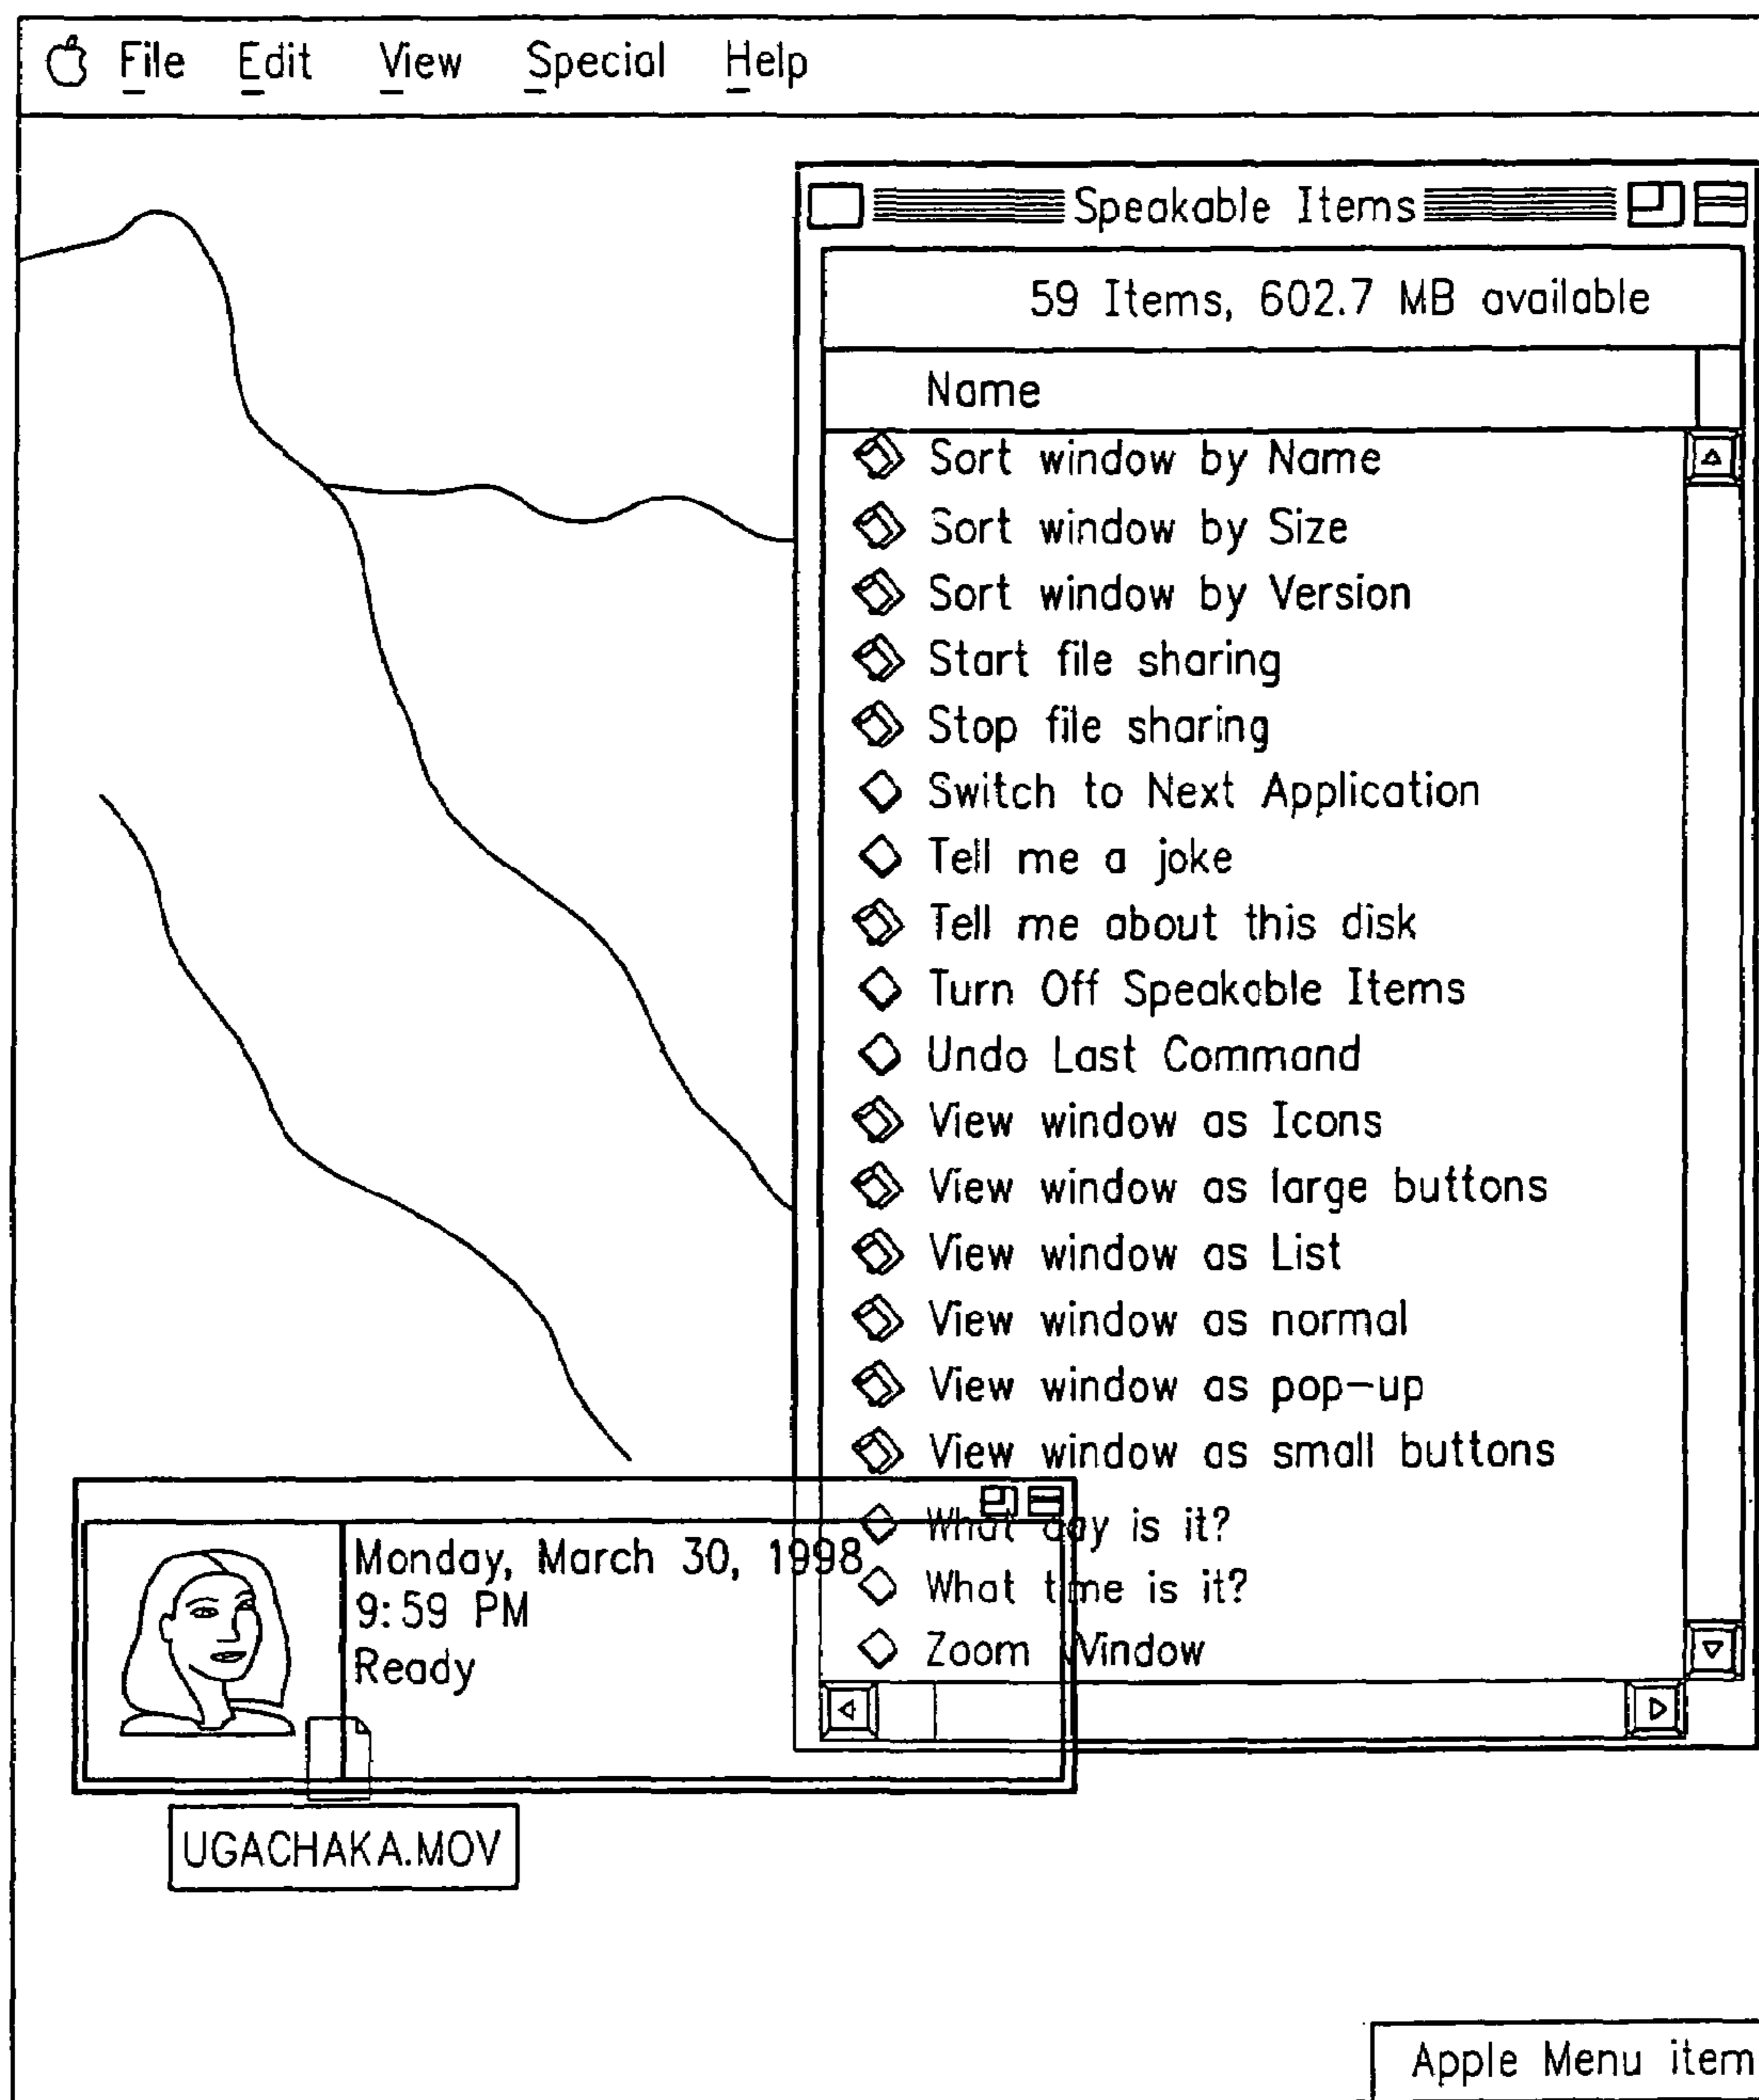 File Edit View Special Help
Speakable Items
59 Items, 602.7 MB available
Name
Sort window by Name
Sort window by Size
Sort window by Version
Start file sharing
Stop file sharing
Switch to Next Application
Tell me a joke
Tell me about this disk
Turn Off Speakable Items
Undo Last Command
View window as Icons
View window as large buttons
View window as List
View window as normal
View window as pop-up
View window as small buttons
What day is it?
What time is it?
Zoom Window
Monday, March 30, 1998
9:59 PM
Ready
UGACHAKA.MOV
Apple Menu item